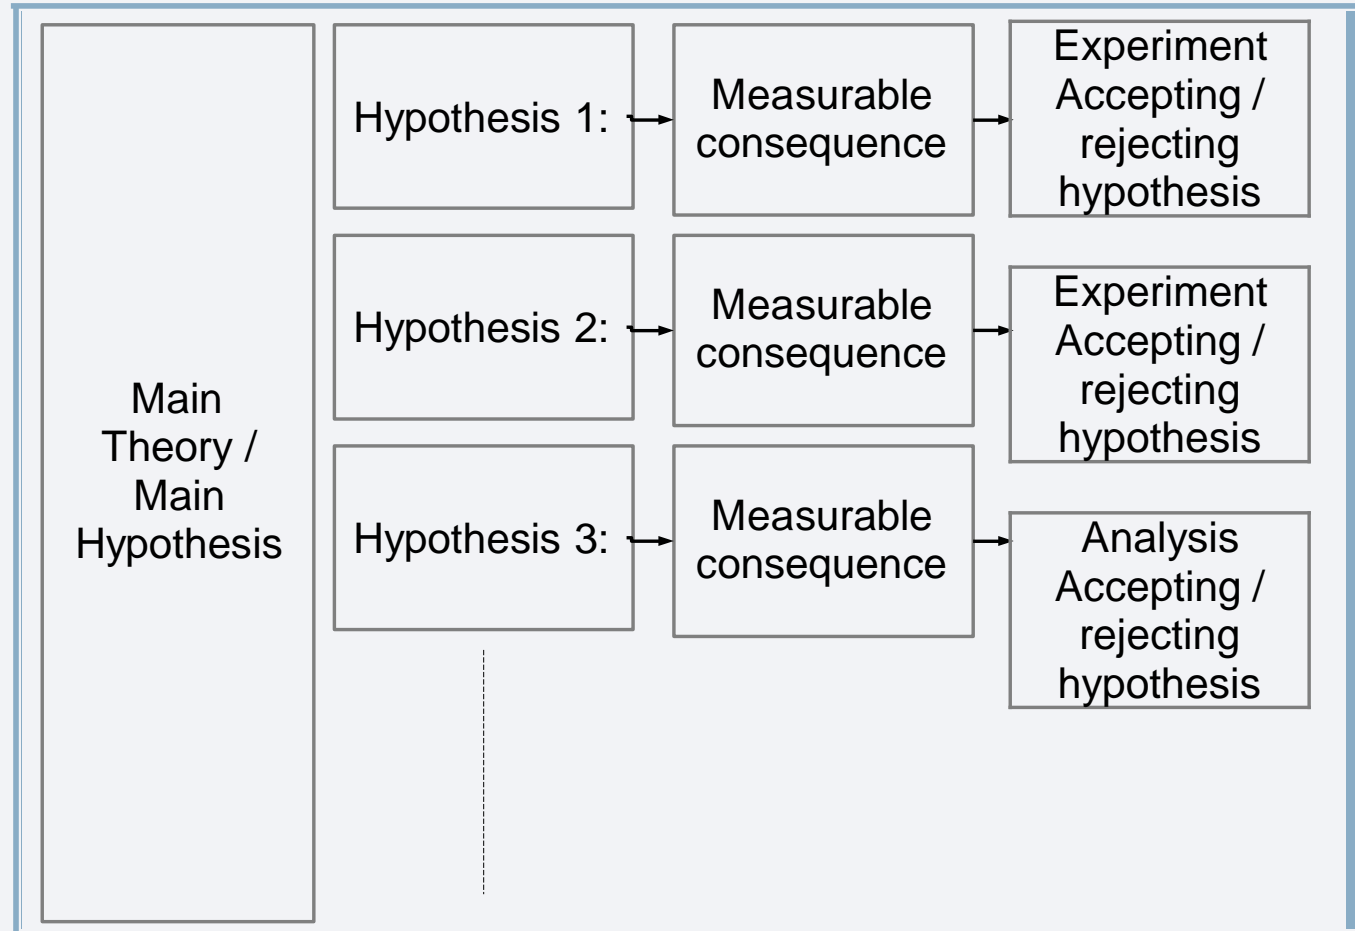 Main
Theory /
Main
Hypothesis
Hypothesis 1:
Measurable
consequence
Experiment
Accepting /
rejecting
hypothesis
Hypothesis 2:
Measurable
consequence
Experiment
Accepting /
rejecting
hypothesis
Hypothesis 3:
Measurable
consequence
Analysis
Accepting /
rejecting
hypothesis